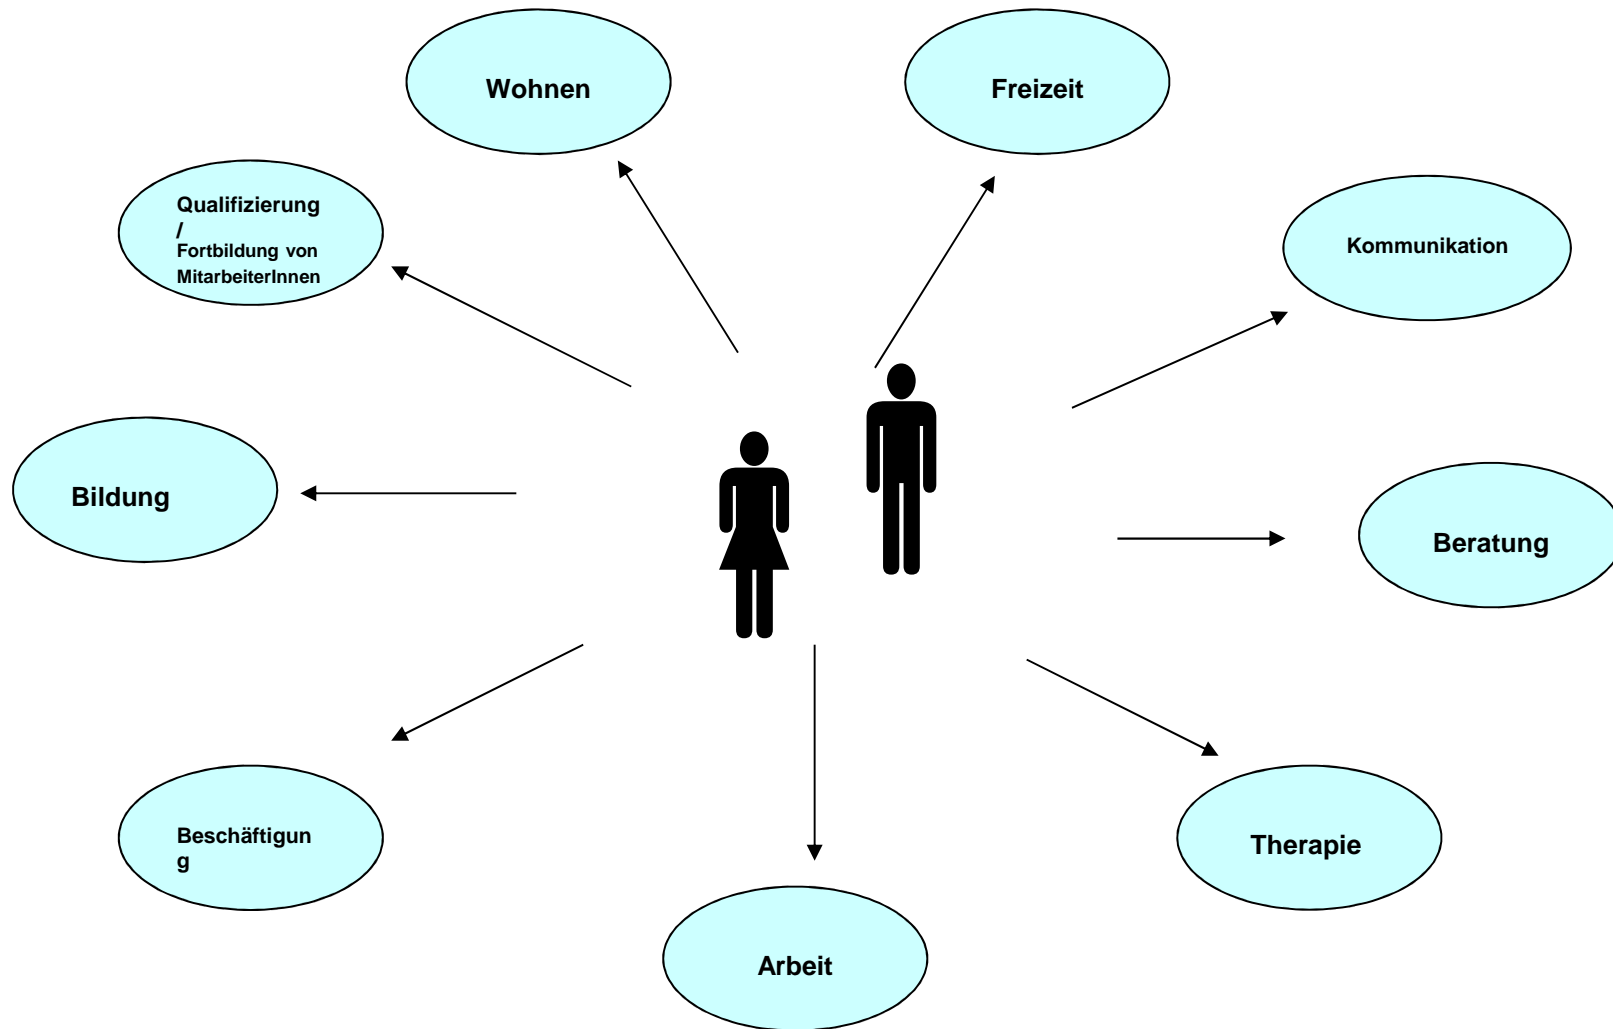 Wohnen
Freizeit
Qualifizierung
/
Fortbildung von
MitarbeiterInnen
Kommunikation
Bildung
Beratung
Beschäftigun
g
Therapie
Arbeit